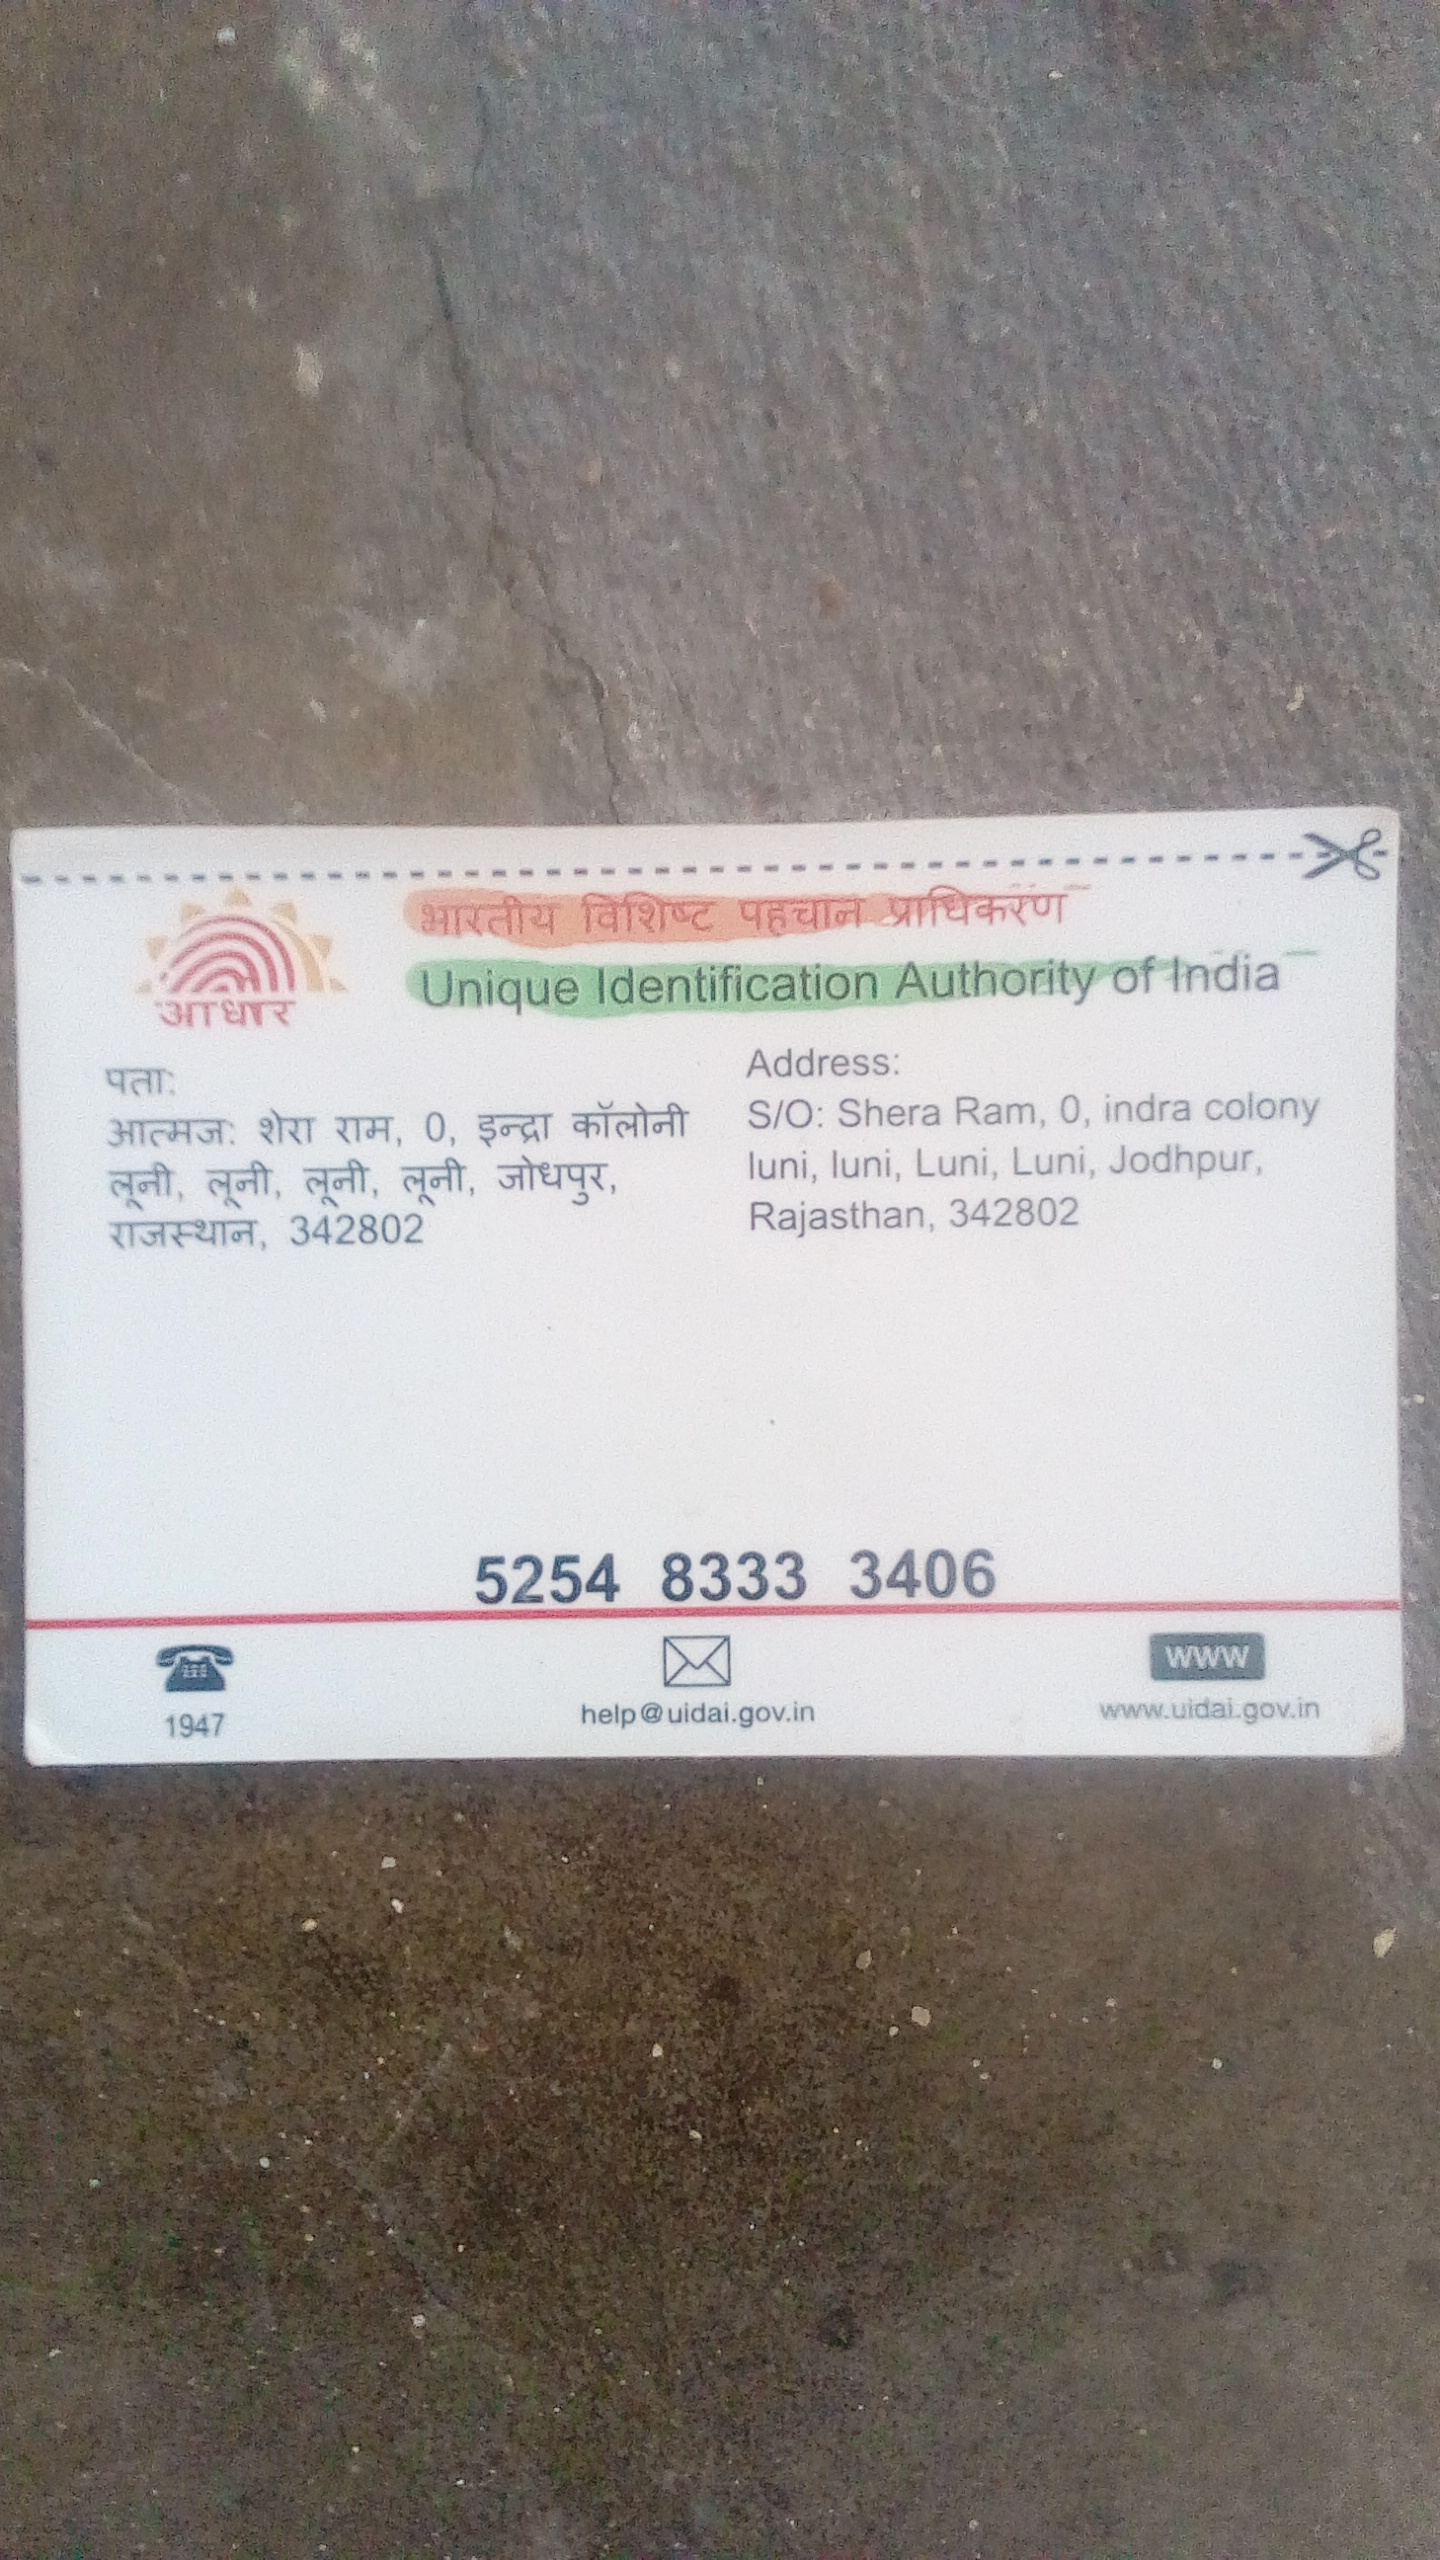 भारतीय विशिष्ट पहचान प्राधिकरण
आधार
Unique Identification Authority of India
पता:
आत्मज: शेरा राम, 0, इन्द्रा कॉलोनी
लूनी, लूनी, लूनी, लूनी, जोधपुर,
राजस्थान, 342802
Address:
S/O: Shera Ram, 0, indra colony
luni, luni, Luni, Luni, Jodhpur,
Rajasthan, 342802
5254 8333 3406
1947
help@uidai.gov.in
www
www.uidai.gov.in